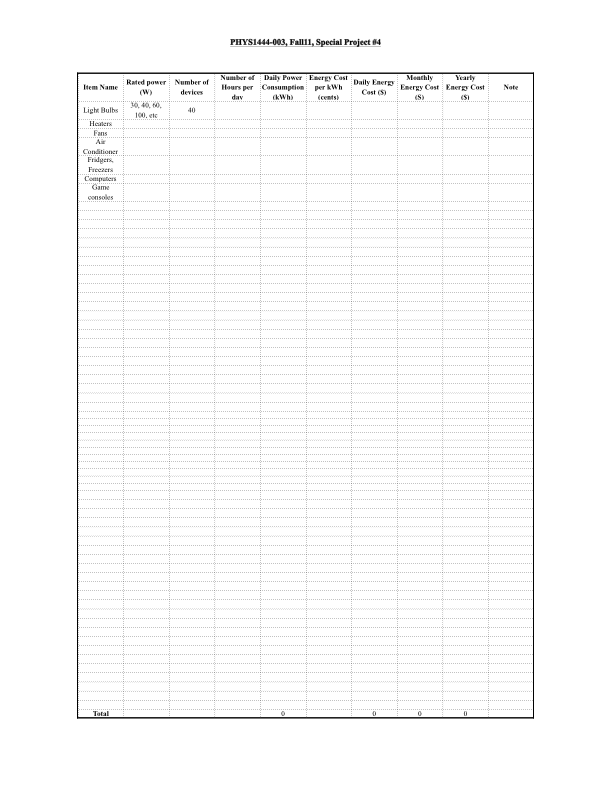 PHYS1444-003, Fall11, Special Project #4
Item Name Rated power (W) Number of devices Number of Hours per day Daily Power Consumption (kWh) Energy Cost per kWh (cents) Daily Energy Cost ($) Monthly Energy Cost ($) Yearly Energy Cost ($) Note
Light Bulbs 30, 40, 60, 100, etc 40
Heaters
Fans
Air
Conditioner
Fridgers,
Freezers
Computers
Game
consoles
Total 0 0 0 0